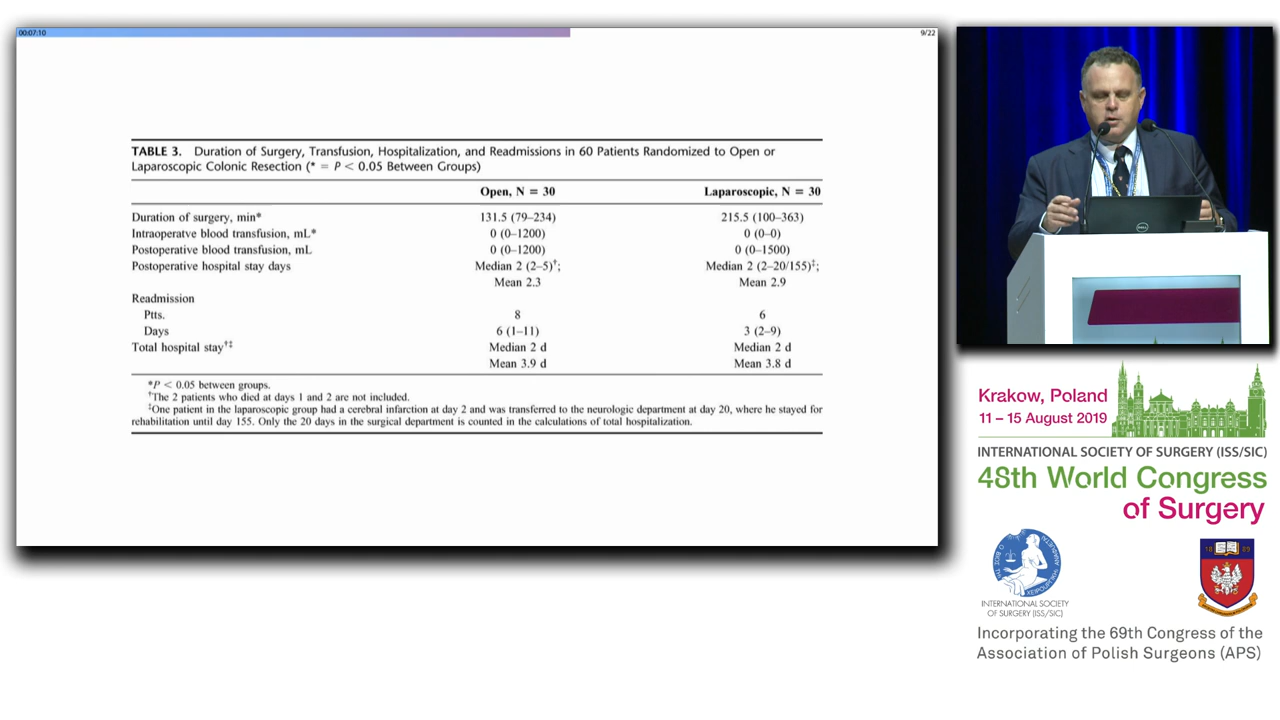 00:07:10
9/22
TABLE 3. Duration of Surgery, Transfusion, Hospitalization, and Readmissions in 60 Patients Randomized to Open or
Laparoscopic Colonic Resection (* = P < 0.05 Between Groups)
Open, N = 30 Laparoscopic, N = 30
Duration of surgery, min* 131.5 (79–234) 215.5 (100–363)
Intraoperatve blood transfusion, mL* 0 (0–1200) 0 (0–0)
Postoperative blood transfusion, mL 0 (0–1200) 0 (0–1500)
Postoperative hospital stay days Median 2 (2–5)†; Median 2 (2–20/155)‡;
Mean 2.3 Mean 2.9
Readmission
Ptts. 8 6
Days 6 (1–11) 3 (2–9)
Total hospital stay†‡ Median 2 d Median 2 d
Mean 3.9 d Mean 3.8 d
*P < 0.05 between groups.
†The 2 patients who died at days 1 and 2 are not included.
‡One patient in the laparoscopic group had a cerebral infarction at day 2 and was transferred to the neurologic department at day 20, where he stayed for
rehabilitation until day 155. Only the 20 days in the surgical department is counted in the calculations of total hospitalization.
DELL
Krakow, Poland
11 – 15 August 2019
INTERNATIONAL SOCIETY OF SURGERY (ISS/SIC)
48th World Congress
of Surgery
INTERNATIONAL SOCIETY
OF SURGERY (ISS/SIC)
18 89
Incorporating the 69th Congress of the
Association of Polish Surgeons (APS)